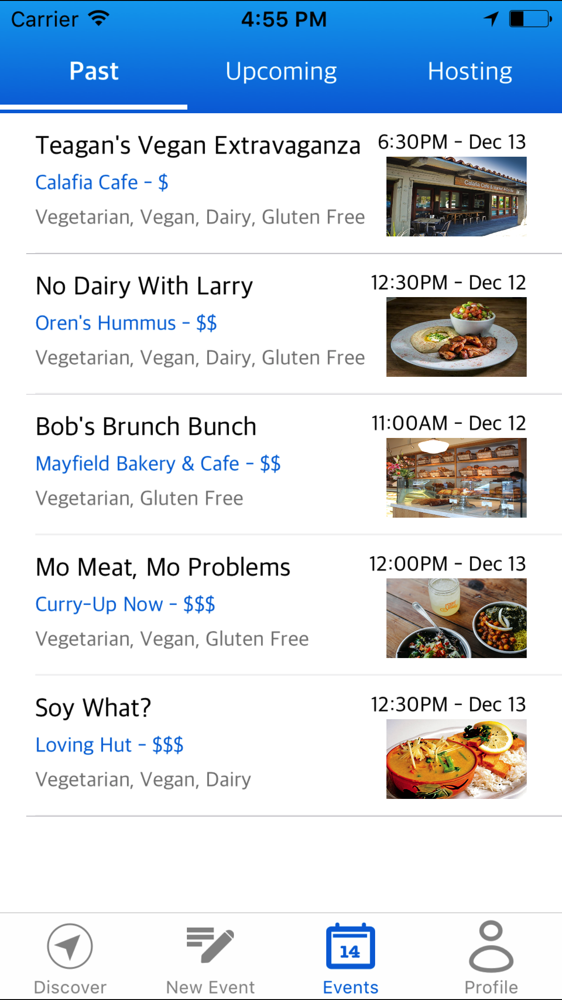 Carrier 4:55 PM
Past Upcoming Hosting
Teagan's Vegan Extravaganza 6:30PM - Dec 13
Calafia Cafe - $
Calafia Cafe & Market
Vegetarian, Vegan, Dairy, Gluten Free
No Dairy With Larry 12:30PM - Dec 12
Oren's Hummus - $$
Vegetarian, Vegan, Dairy, Gluten Free
Bob's Brunch Bunch 11:00AM - Dec 12
Mayfield Bakery & Cafe - $$
Vegetarian, Gluten Free
Mo Meat, Mo Problems 12:00PM - Dec 13
Curry-Up Now - $$$
Vegetarian, Vegan, Gluten Free
Soy What? 12:30PM - Dec 13
Loving Hut - $$$
Vegetarian, Vegan, Dairy
14
Discover New Event Events Profile